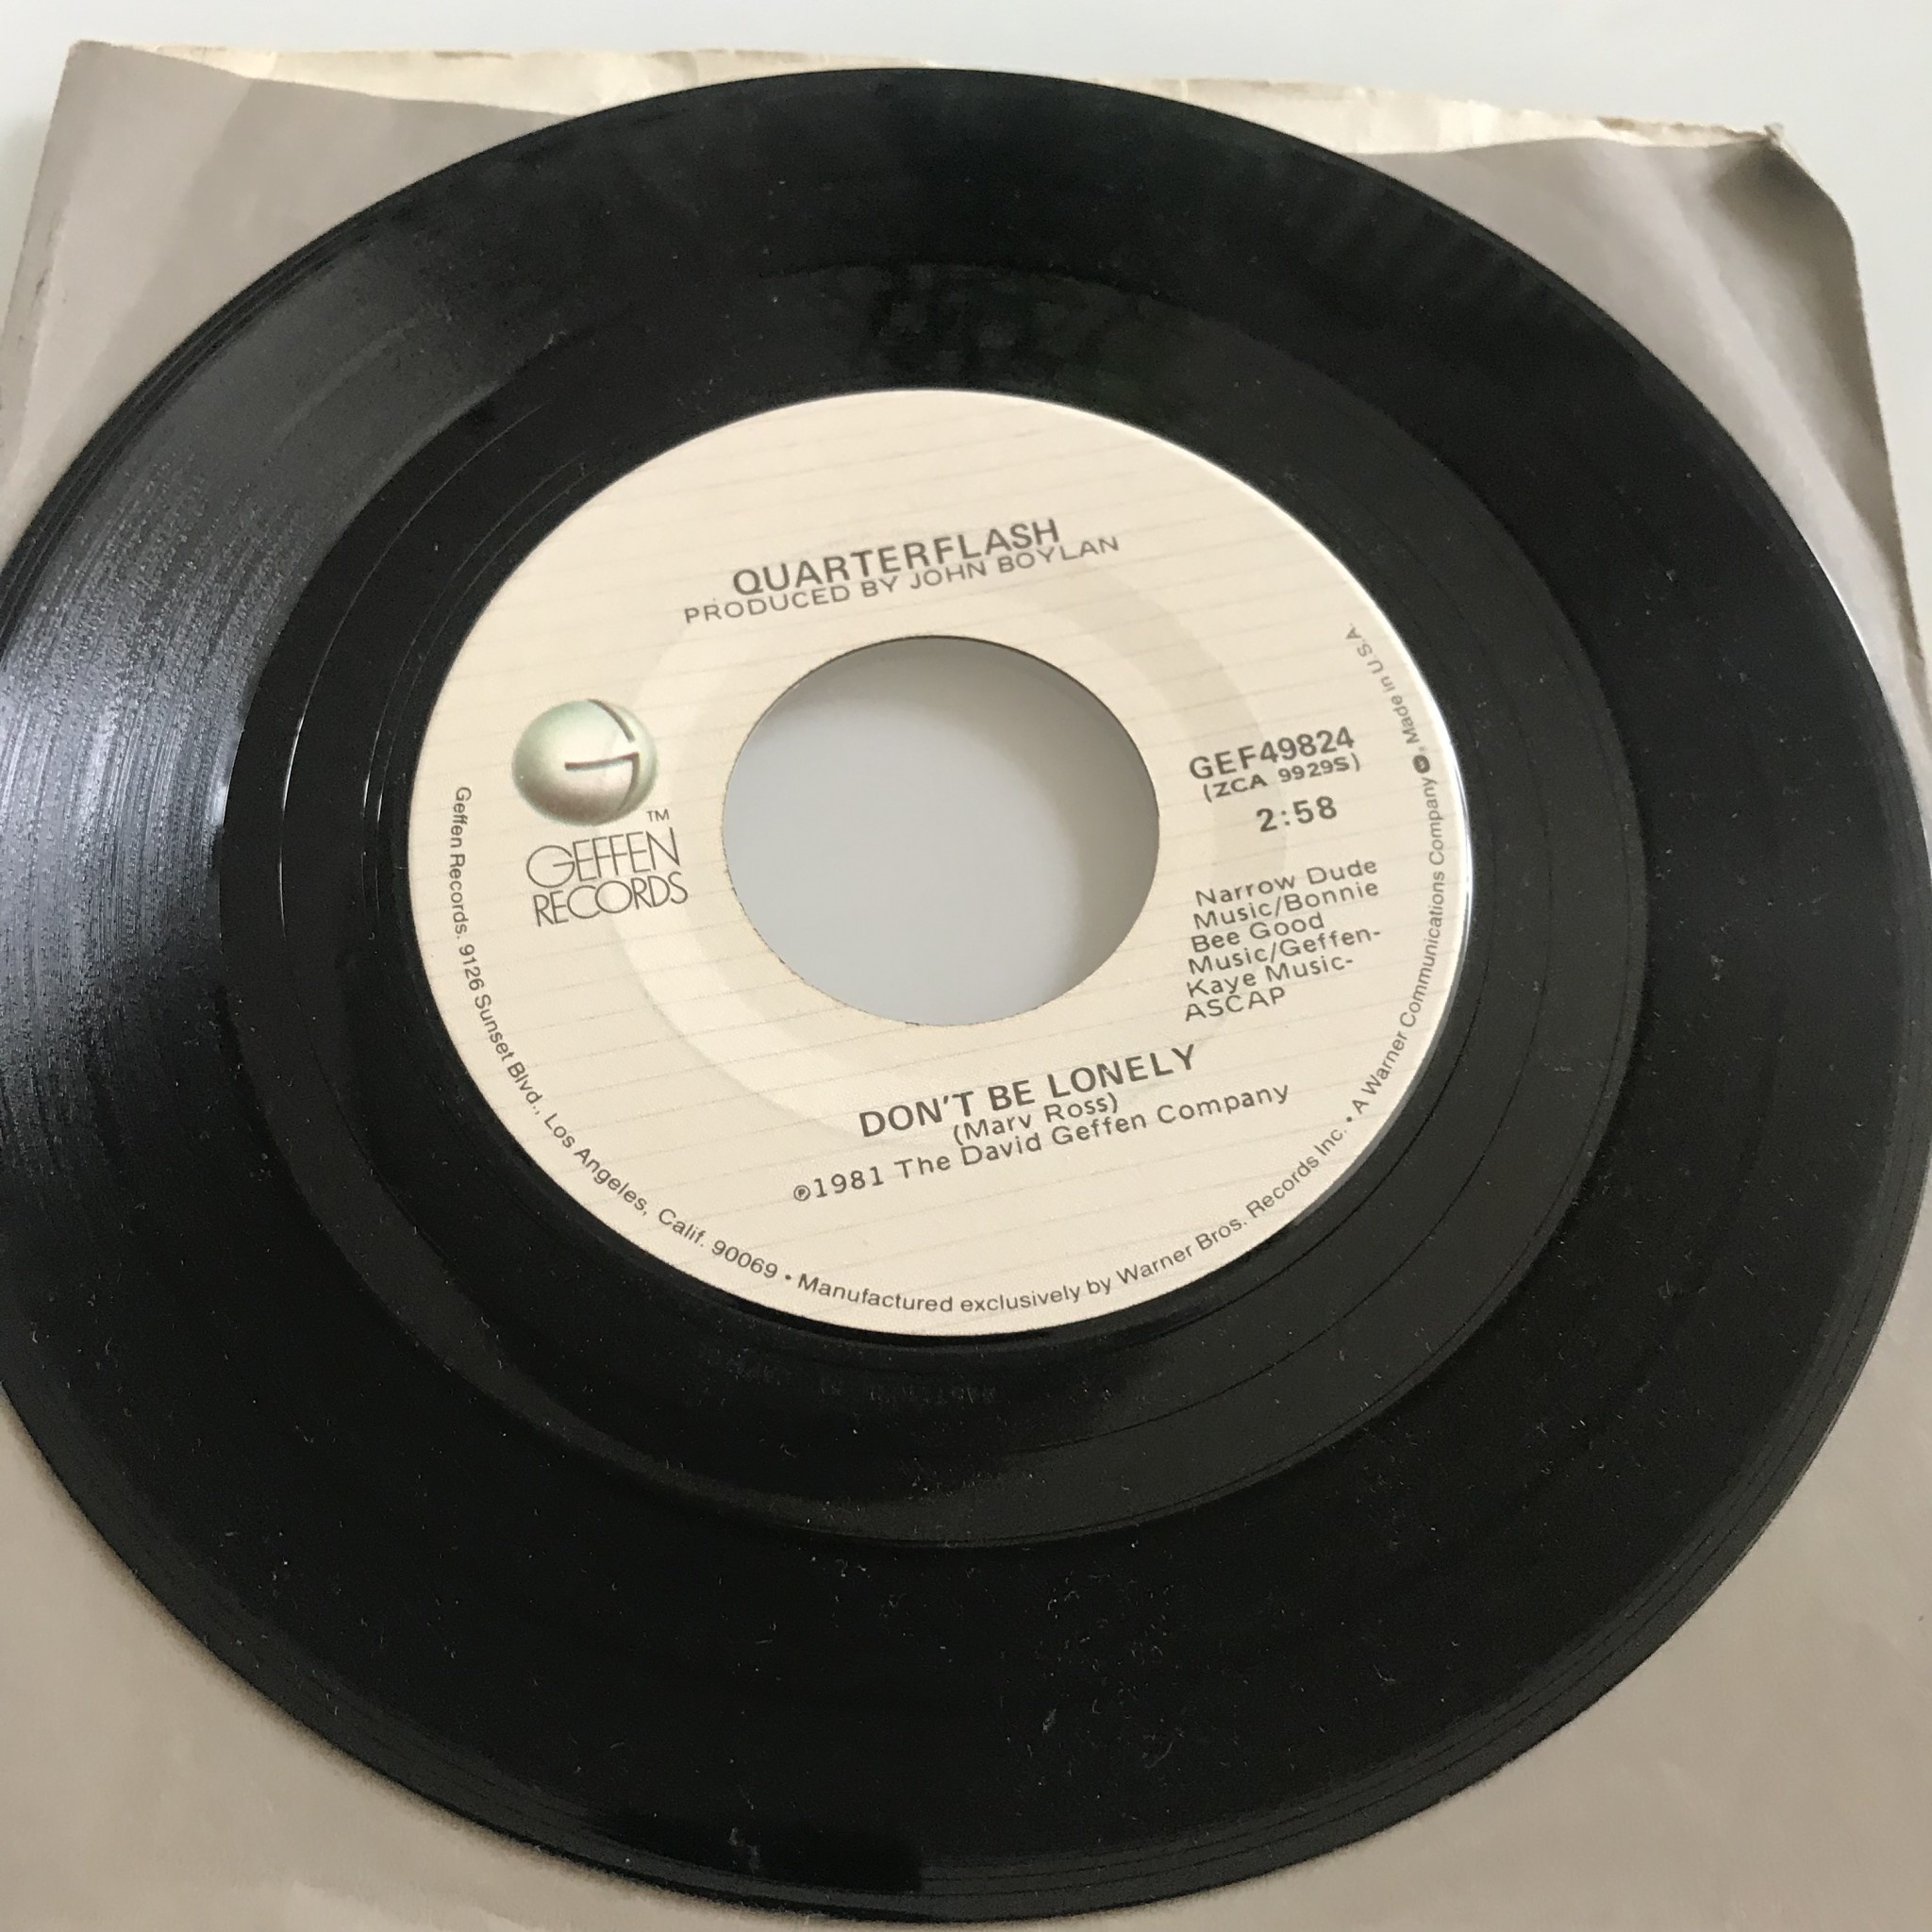 QUARTERFLASH
PRODUCED BY JOHN BOYLAN
G
TM
GEFFEN
RECORDS
GEF49824
(ZCA 9929S)
2:58
Narrow Dude
Music/Bonnie
Bee Good
Music/Geffen-
Kaye Music-
ASCAP
DON'T BE LONELY
(Marv Ross)
℗1981 The David Geffen Company
Geffen Records. 9126 Sunset Blvd., Los Angeles, Calif. 90069 • Manufactured exclusively by Warner Bros. Records Inc. • A Warner Communications Company. Made in U.S.A.